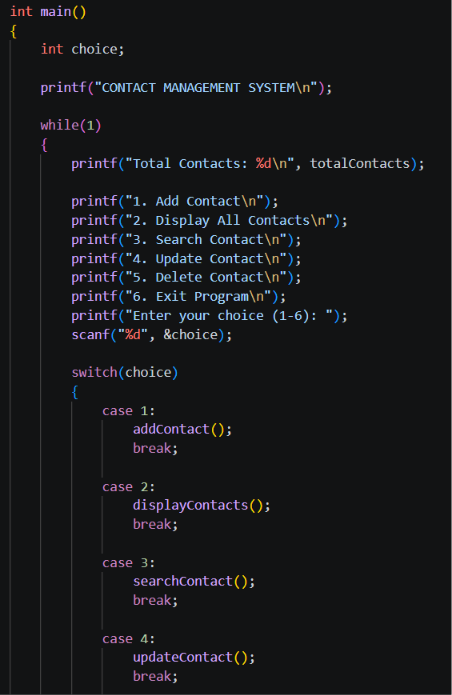 int main()
{
    int choice;

    printf("CONTACT MANAGEMENT SYSTEM\n");

    while(1)
    {
        printf("Total Contacts: %d\n", totalContacts);

        printf("1. Add Contact\n");
        printf("2. Display All Contacts\n");
        printf("3. Search Contact\n");
        printf("4. Update Contact\n");
        printf("5. Delete Contact\n");
        printf("6. Exit Program\n");
        printf("Enter your choice (1-6): ");
        scanf("%d", &choice);

        switch(choice)
        {
            case 1:
                addContact();
                break;

            case 2:
                displayContacts();
                break;

            case 3:
                searchContact();
                break;

            case 4:
                updateContact();
                break;